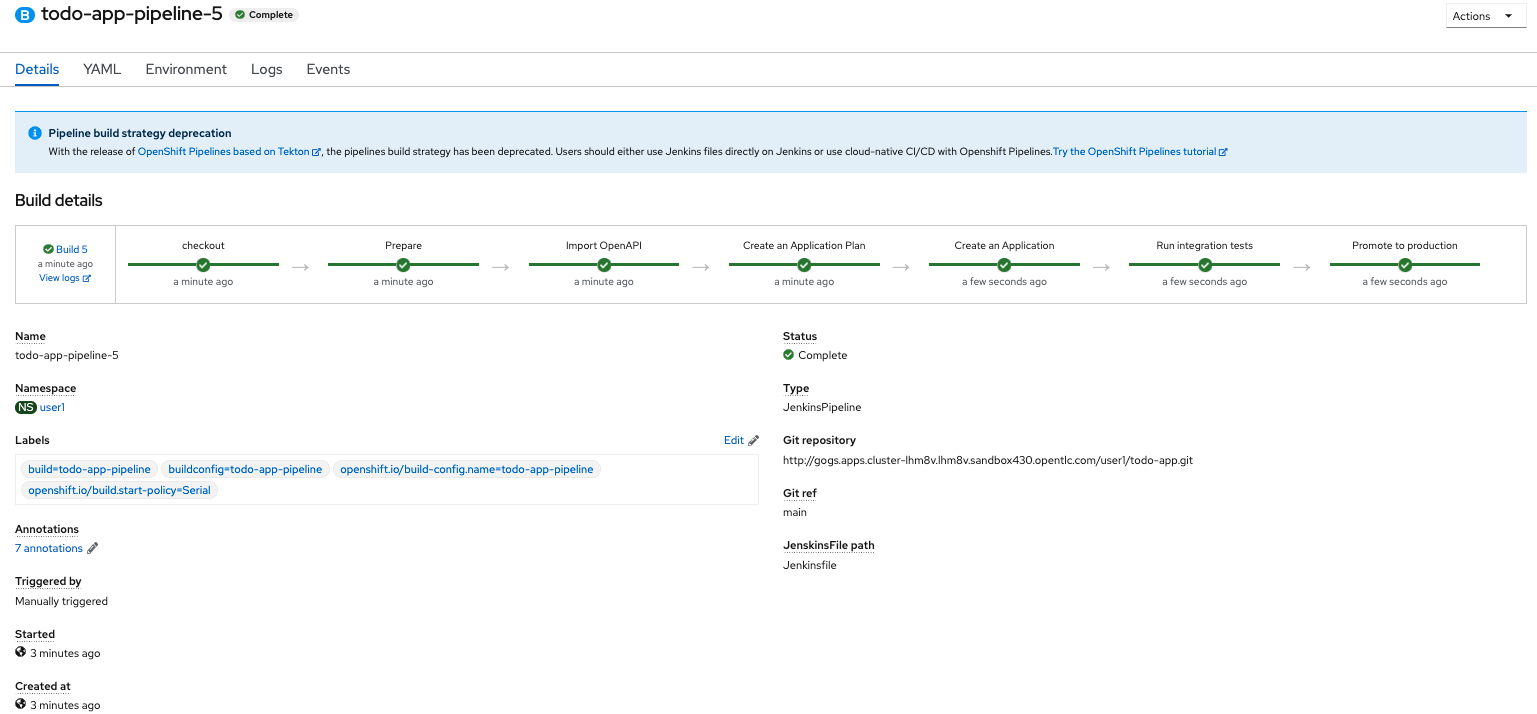 B todo-app-pipeline-5 Complete
Actions
Details YAML Environment Logs Events
Pipeline build strategy deprecation
With the release of OpenShift Pipelines based on Tekton, the pipelines build strategy has been deprecated. Users should either use Jenkins files directly on Jenkins or use cloud-native CI/CD with Openshift Pipelines.Try the OpenShift Pipelines tutorial
Build details
Build 5
a minute ago
View logs
checkout
a minute ago
Prepare
a minute ago
Import OpenAPI
a minute ago
Create an Application Plan
a minute ago
Create an Application
a few seconds ago
Run integration tests
a few seconds ago
Promote to production
a few seconds ago
Name
todo-app-pipeline-5
Namespace
NS user1
Labels
Edit
build=todo-app-pipeline buildconfig=todo-app-pipeline openshift.io/build-config.name=todo-app-pipeline
openshift.io/build.start-policy=Serial
Annotations
7 annotations
Triggered by
Manually triggered
Started
3 minutes ago
Created at
3 minutes ago
Status
Complete
Type
JenkinsPipeline
Git repository
http://gogs.apps.cluster-lhm8v.lhm8v.sandbox430.opentlc.com/user1/todo-app.git
Git ref
main
JenskinsFile path
Jenkinsfile